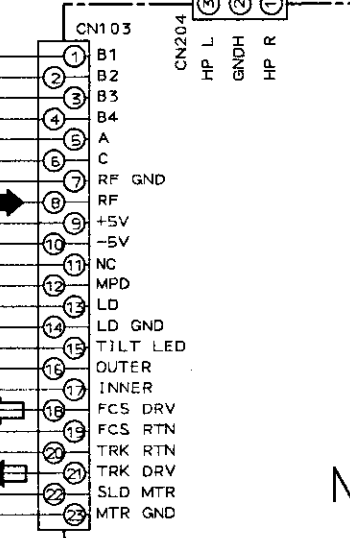 CN103
① B1
② B2
③ B3
④ B4
⑤ A
⑥ C
⑦ RF GND
⑧ RF
⑨ +5V
⑩ -5V
⑪ NC
⑫ MPD
⑬ LD
⑭ LD GND
⑮ TILT LED
⑯ OUTER
⑰ INNER
⑱ FCS DRV
⑲ FCS RTN
⑳ TRK RTN
㉑ TRK DRV
㉒ SLD MTR
㉓ MTR GND
CN204
③ HP L
② GNDH
① HP R